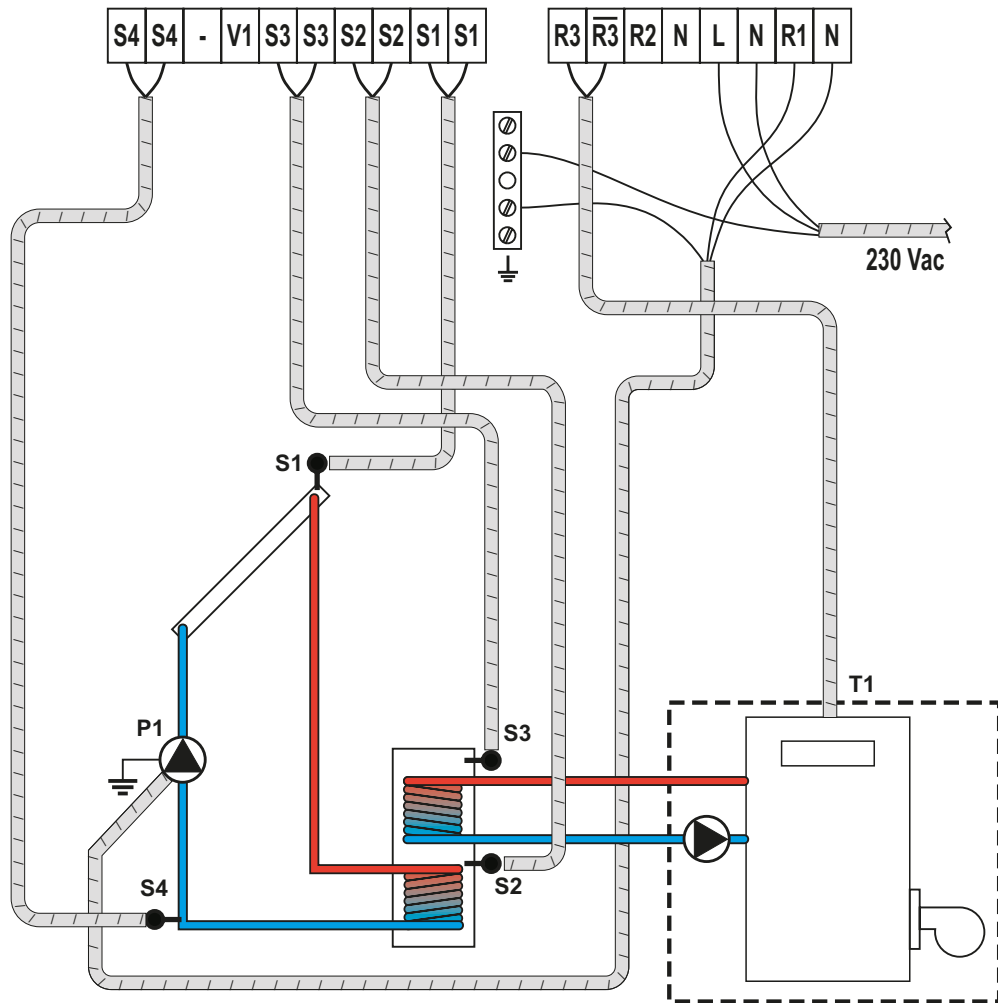 S4 S4 - V1 S3 S3 S2 S2 S1 S1
R3 R̅3̅ R2 N L N R1 N
230 Vac
S1
T1
P1
S3
S4
S2